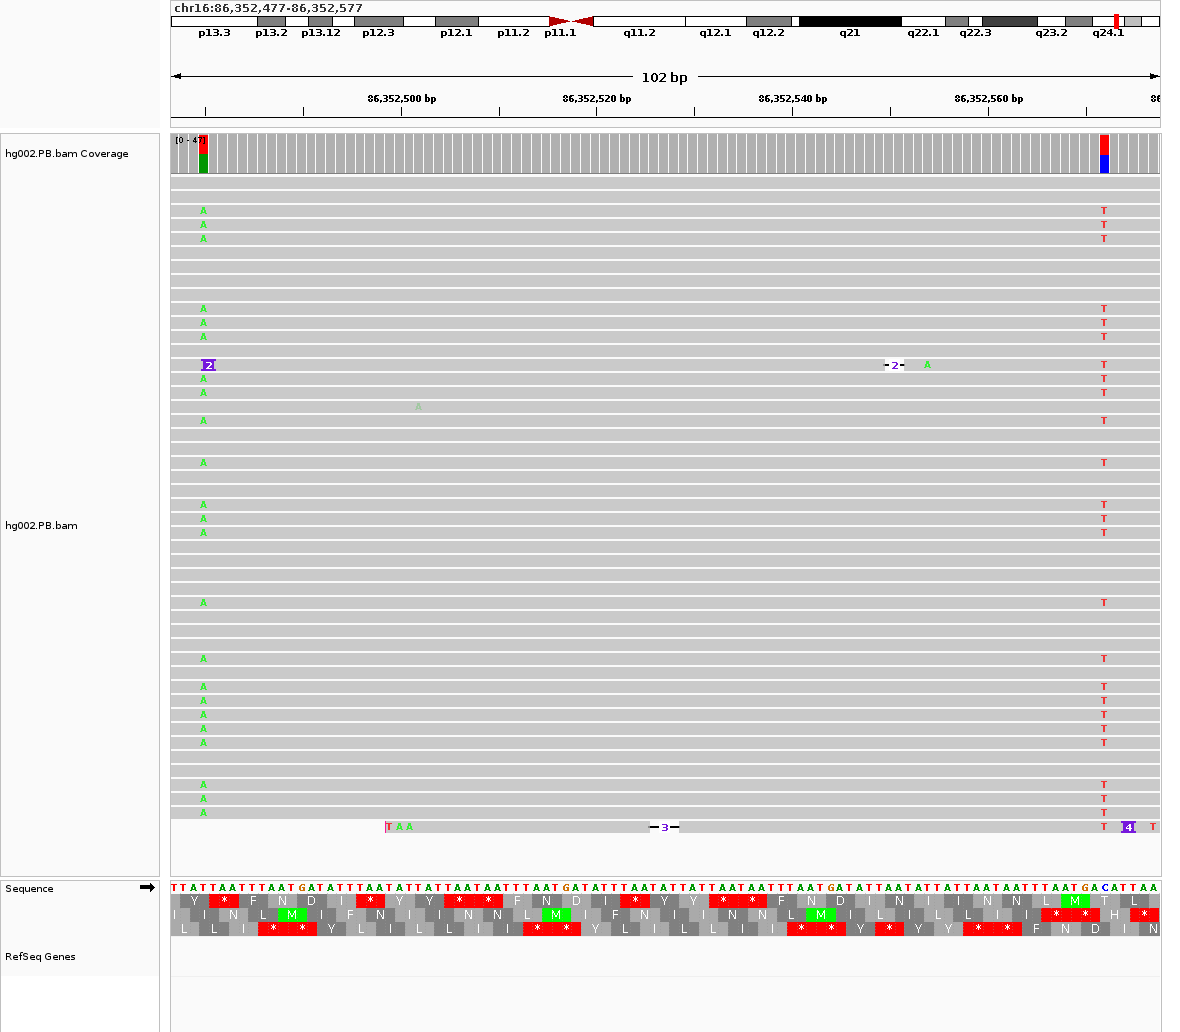 chr16:86,352,477-86,352,577
p13.3 p13.2 p13.12 p12.3 p12.1 p11.2 p11.1 q11.2 q12.1 q12.2 q21 q22.1 q22.3 q23.2 q24.1
102 bp
86,352,500 bp 86,352,520 bp 86,352,540 bp 86,352,560 bp 86
hg002.PB.bam Coverage
[0 - 47]
A T
A T
A T
A T
A T
A T
2 2 A T
A T
A T
A
A T
A T
A T
A T
hg002.PB.bam
A T
A T
A T
A T
A T
A T
A T
A T
A T
A T
A T
T A A 3 T 4 T
Sequence
TTATTAATTTAATGATATTTAATATTATTAATAATTTAATGATATTTAATATTATTAATAATTTAATGATATTAATATTATTAATAATTTAATGACATTAA
Y * F N D I * Y Y * * F N D I * Y Y * * F N D I N I I N N L M T L
I I N L M I F N I I N N L M I F N I I N N L M I L I L L I I * * H *
L L I * * Y L I L L I I * * Y L I L L I I * * Y * Y Y * * F N D I N
RefSeq Genes